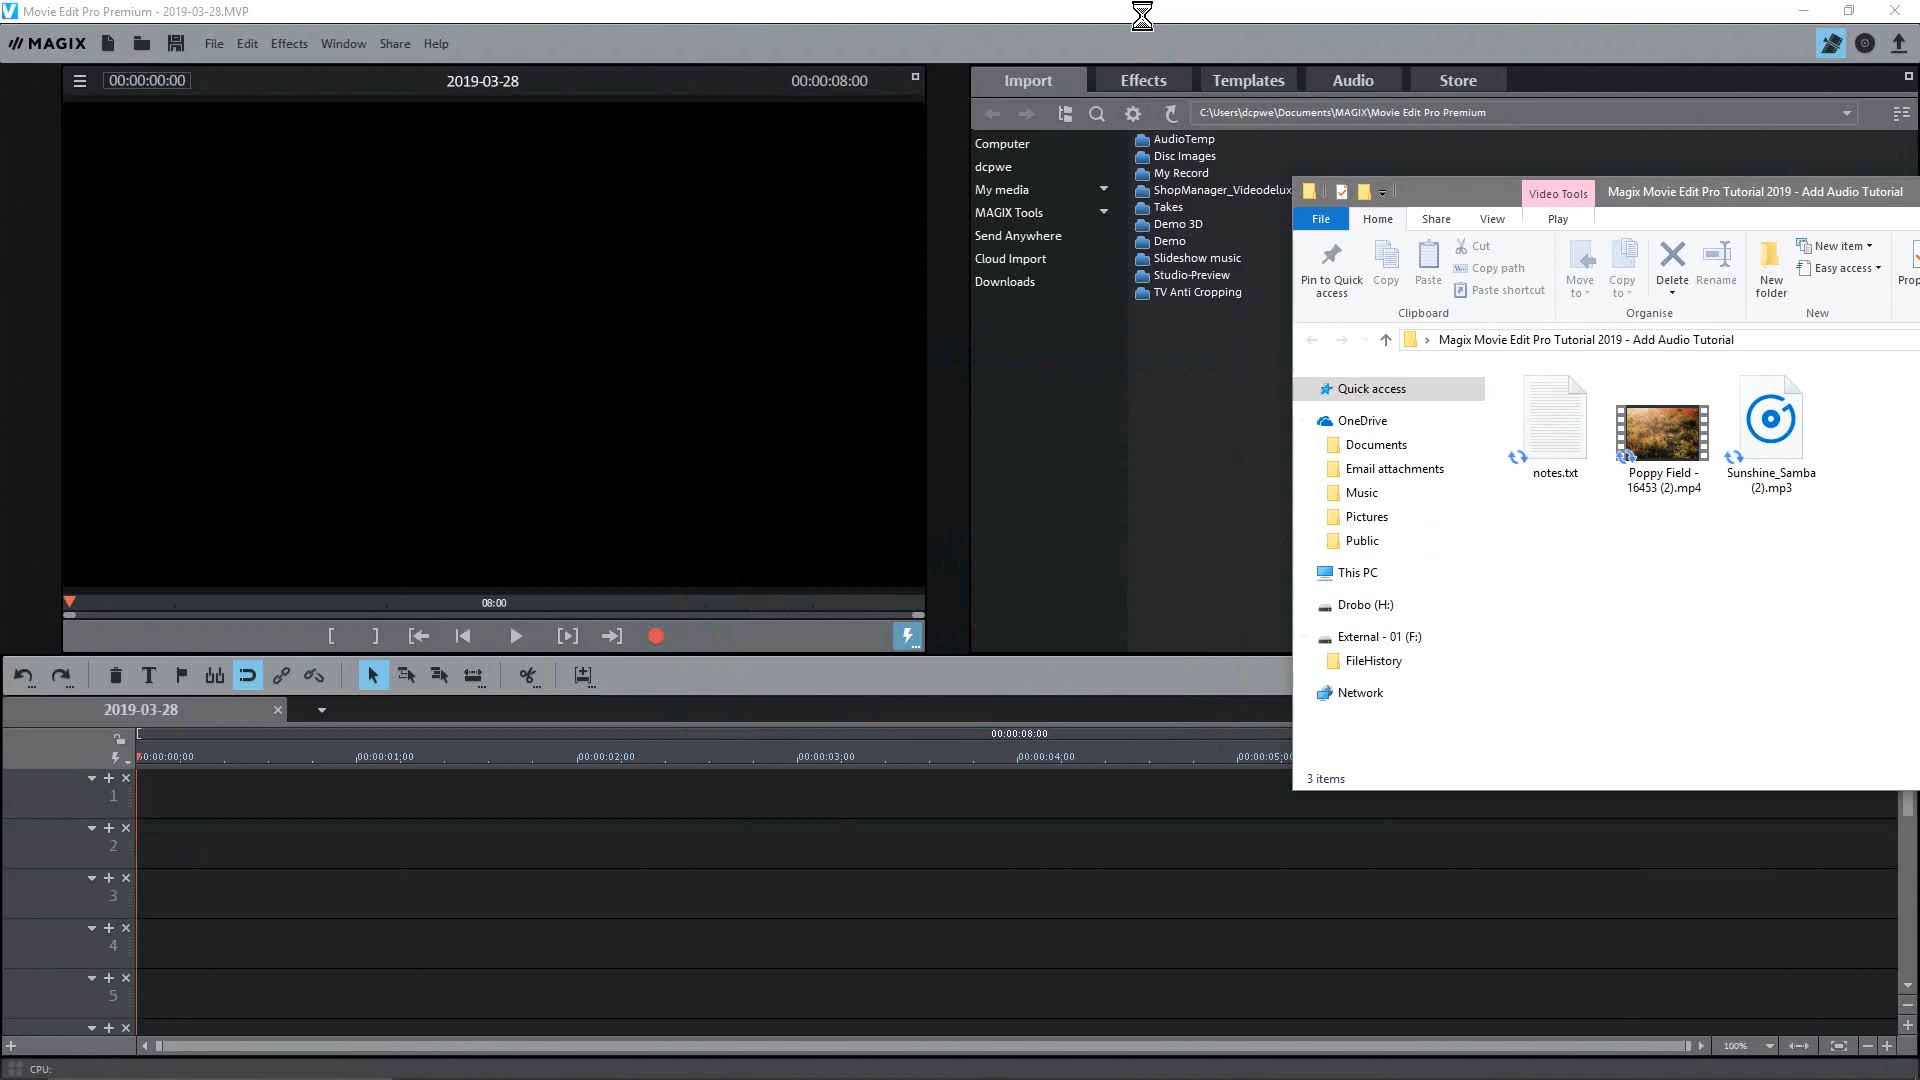 Movie Edit Pro Premium - 2019-03-28.MVP
MAGIX File Edit Effects Window Share Help
00:00:00:00 2019-03-28 00:00:08:00
Import Effects Templates Audio Store
C:\Users\dcpwe\Documents\MAGIX\Movie Edit Pro Premium
Computer
dcpwe
My media
MAGIX Tools
Send Anywhere
Cloud Import
Downloads
AudioTemp
Disc Images
My Record
ShopManager_Videodelux
Takes
Demo 3D
Demo
Slideshow music
Studio-Preview
TV Anti Cropping
Video Tools Magix Movie Edit Pro Tutorial 2019 - Add Audio Tutorial
File Home Share View Play
Pin to Quick
access
Copy
Paste
Cut
Copy path
Paste shortcut
Clipboard
Move
to
Copy
to
Delete
Rename
Organise
New
folder
New item
Easy access
New
Prop
Magix Movie Edit Pro Tutorial 2019 - Add Audio Tutorial
Quick access
OneDrive
Documents
Email attachments
Music
Pictures
Public
This PC
Drobo (H:)
External - 01 (F:)
FileHistory
Network
notes.txt
Poppy Field -
16453 (2).mp4
Sunshine_Samba
(2).mp3
3 items
08:00
2019-03-28
00:00:08:00
00:00:00;00 00:00:01;00 00:00:02;00 00:00:03;00 00:00:04;00 00:00:05;00
1
2
3
4
5
100%
CPU: